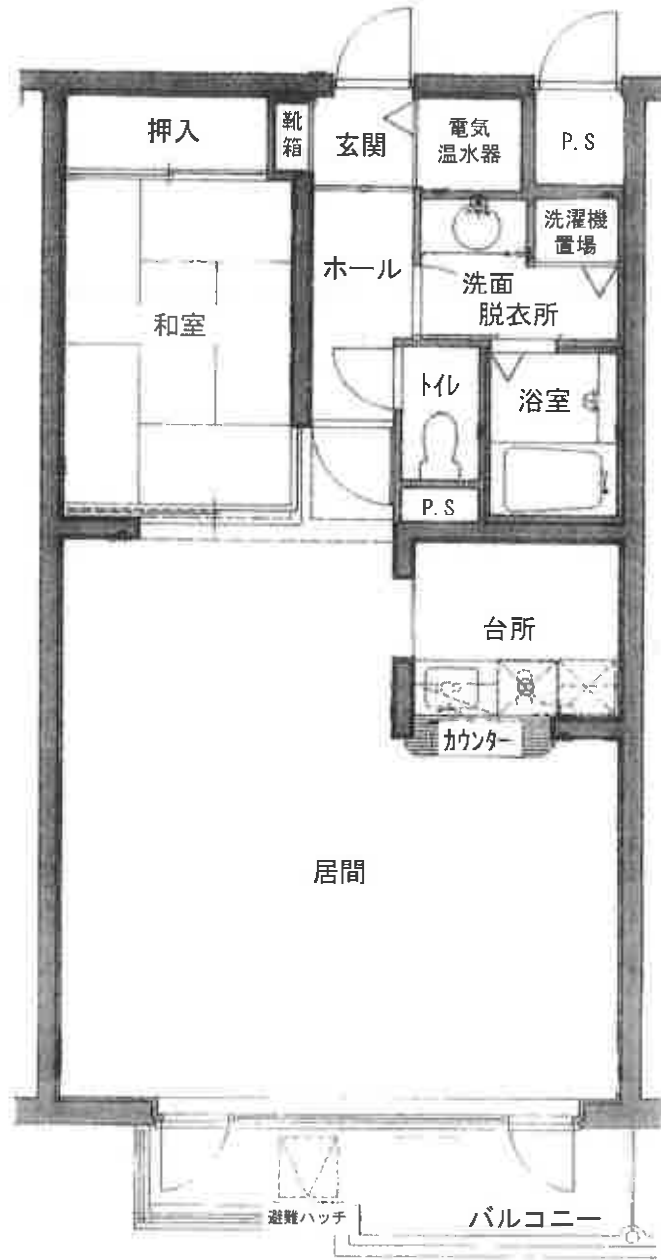 押入
靴
箱
玄関
電気
温水器
P.S
洗濯機
置場
ホール
洗面
脱衣所
和室
トイレ
浴室
P.S
台所
カウンター
居間
避難ハッチ
バルコニー